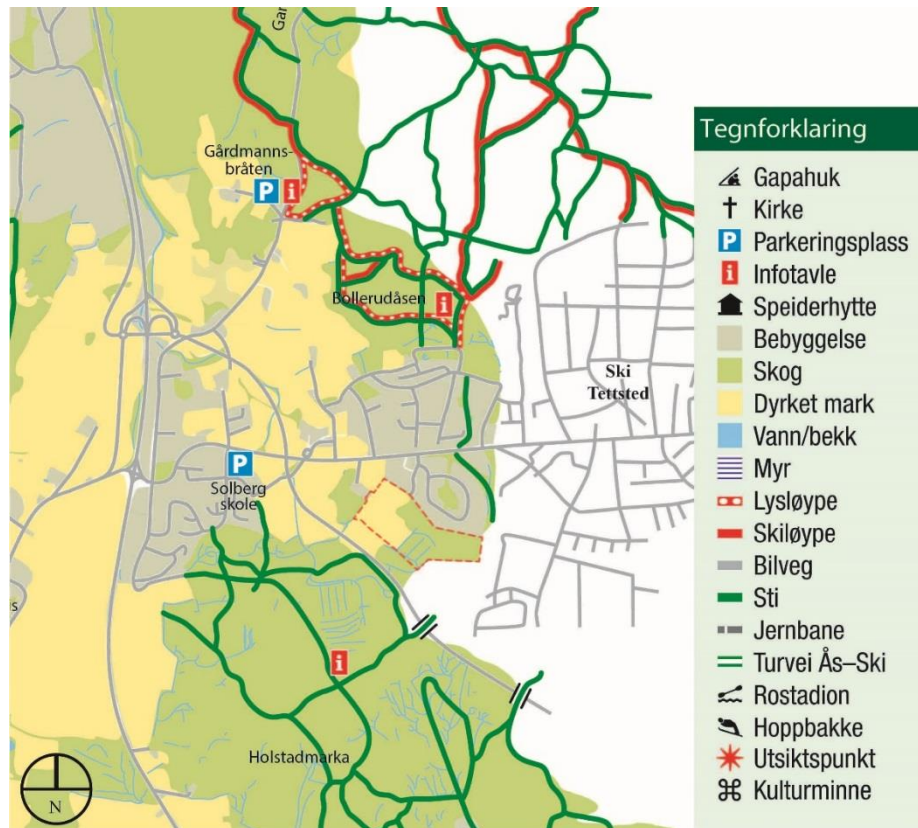 Gar
Gårdmanns-
bråten
P
i
Bollerudåsen
i
Ski
Tettsted
P
Solberg
skole
s
i
Holstadmarka
N
Tegnforklaring
Gapahuk
Kirke
P Parkeringsplass
i Infotavle
Speiderhytte
Bebyggelse
Skog
Dyrket mark
Vann/bekk
Myr
Lysløype
Skiløype
Bilveg
Sti
Jernbane
Turvei Ås–Ski
Rostadion
Hoppbakke
Utsiktspunkt
Kulturminne